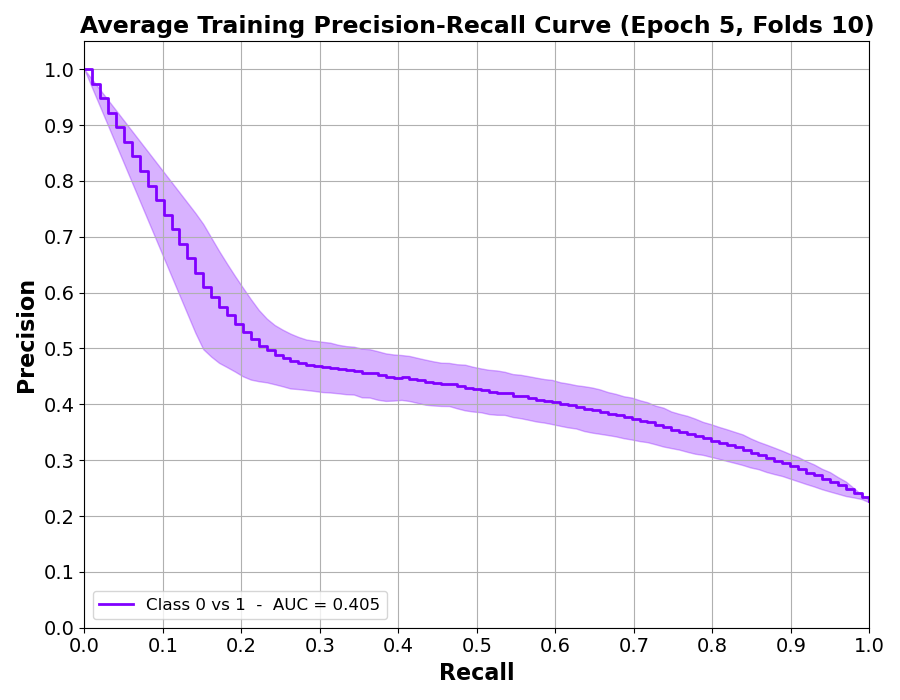 Average Training Precision-Recall Curve (Epoch 5, Folds 10)
Precision
1.0
0.9
0.8
0.7
0.6
0.5
0.4
0.3
0.2
0.1
0.0
Class 0 vs 1 - AUC = 0.405
0.0 0.1 0.2 0.3 0.4 0.5 0.6 0.7 0.8 0.9 1.0
Recall